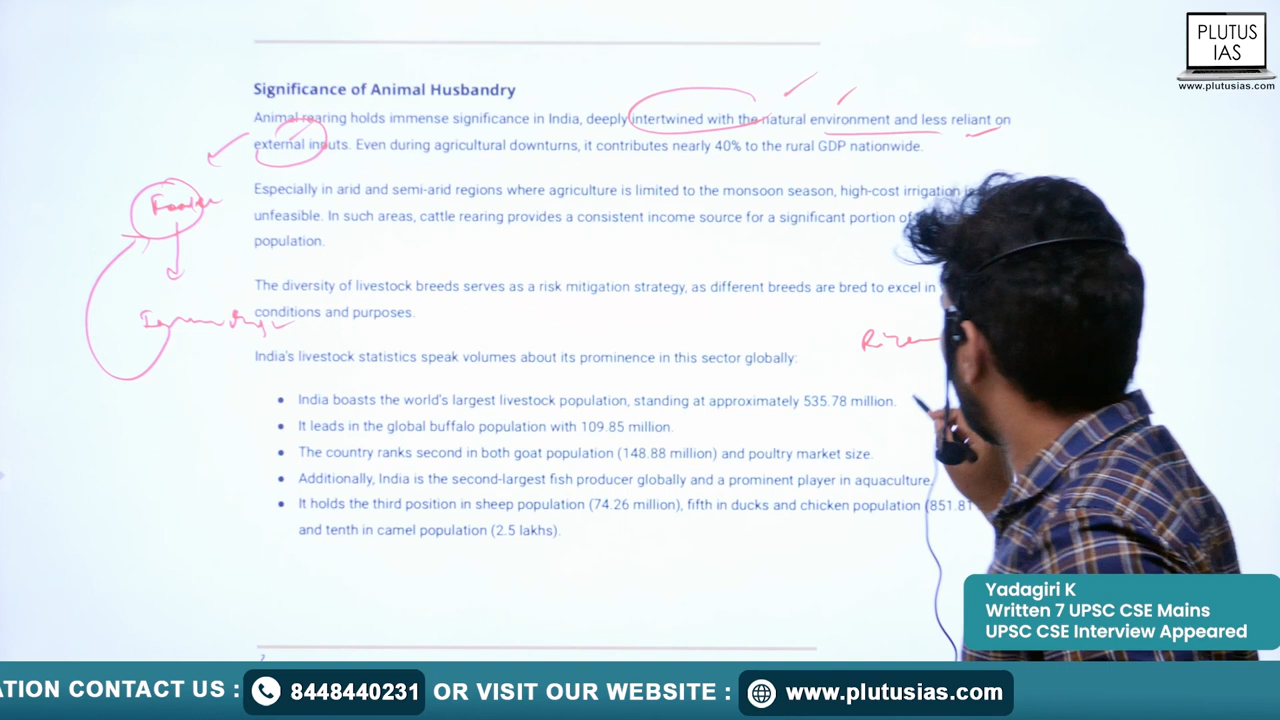 PLUTUS
IAS
www.plutusias.com
Significance of Animal Husbandry
Animal rearing holds immense significance in India, deeply intertwined with the natural environment and less reliant on
external inputs. Even during agricultural downturns, it contributes nearly 40% to the rural GDP nationwide.
Especially in arid and semi-arid regions where agriculture is limited to the monsoon season, high-cost irrigation is
unfeasible. In such areas, cattle rearing provides a consistent income source for a significant portion of
population.
The diversity of livestock breeds serves as a risk mitigation strategy, as different breeds are bred to excel in
conditions and purposes.
India's livestock statistics speak volumes about its prominence in this sector globally:
• India boasts the world's largest livestock population, standing at approximately 535.78 million.
• It leads in the global buffalo population with 109.85 million.
• The country ranks second in both goat population (148.88 million) and poultry market size.
• Additionally, India is the second-largest fish producer globally and a prominent player in aquaculture.
• It holds the third position in sheep population (74.26 million), fifth in ducks and chicken population (851.81
and tenth in camel population (2.5 lakhs).
Yadagiri K
Written 7 UPSC CSE Mains
UPSC CSE Interview Appeared
ATION CONTACT US : 8448440231 OR VISIT OUR WEBSITE : www.plutusias.com